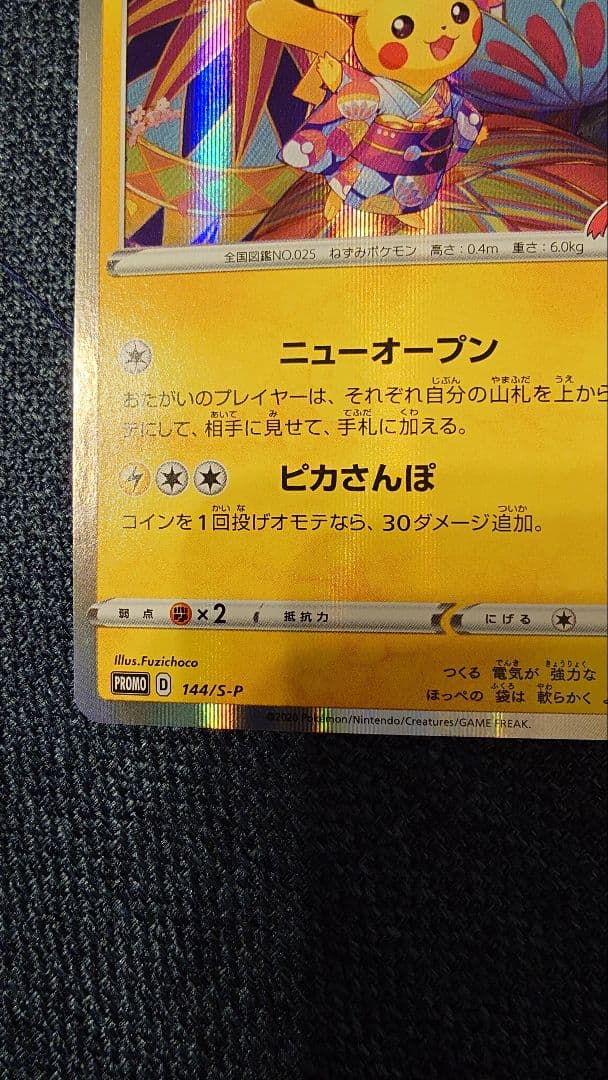 全国図鑑NO.025 ねずみポケモン 高さ:0.4m 重さ:6.0kg
ニューオープン
おたがいのプレイヤーは、それぞれ自分の山札を上から
にして、相手に見せて、手札に加える。
ピカさんぽ
コインを1回投げオモテなら、30ダメージ追加。
弱点 ×2 抵抗力 にげる
Illus.Fuzichoco
つくる 電気が 強力な
PROMO D 144/S-P
ほっぺの 袋は 軟らかく
©2020 Pokémon/Nintendo/Creatures/GAME FREAK.